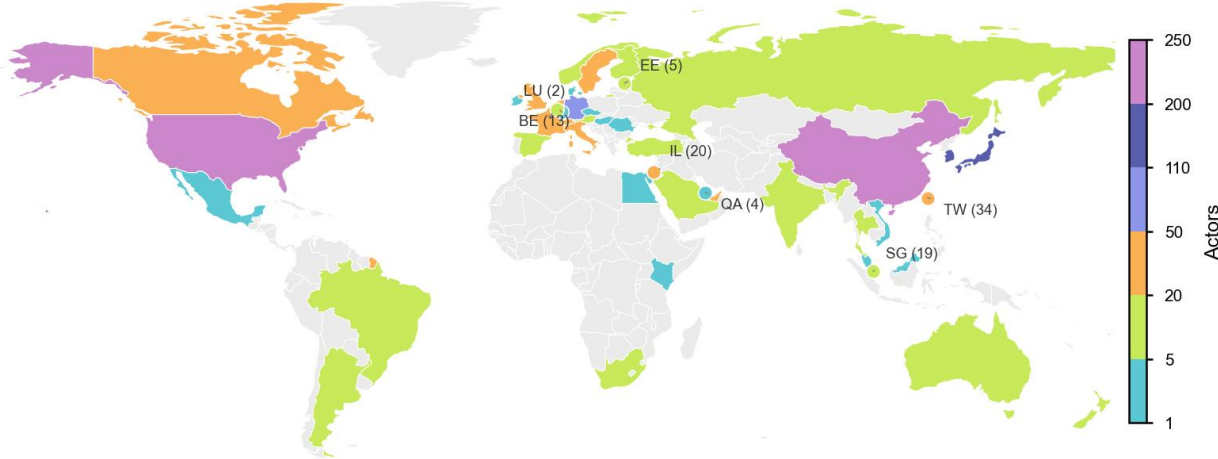 EE (5)
LU (2)
BE (13)
IL (20)
QA (4)
TW (34)
SG (19)
250
200
110
50
20
5
1
Actors